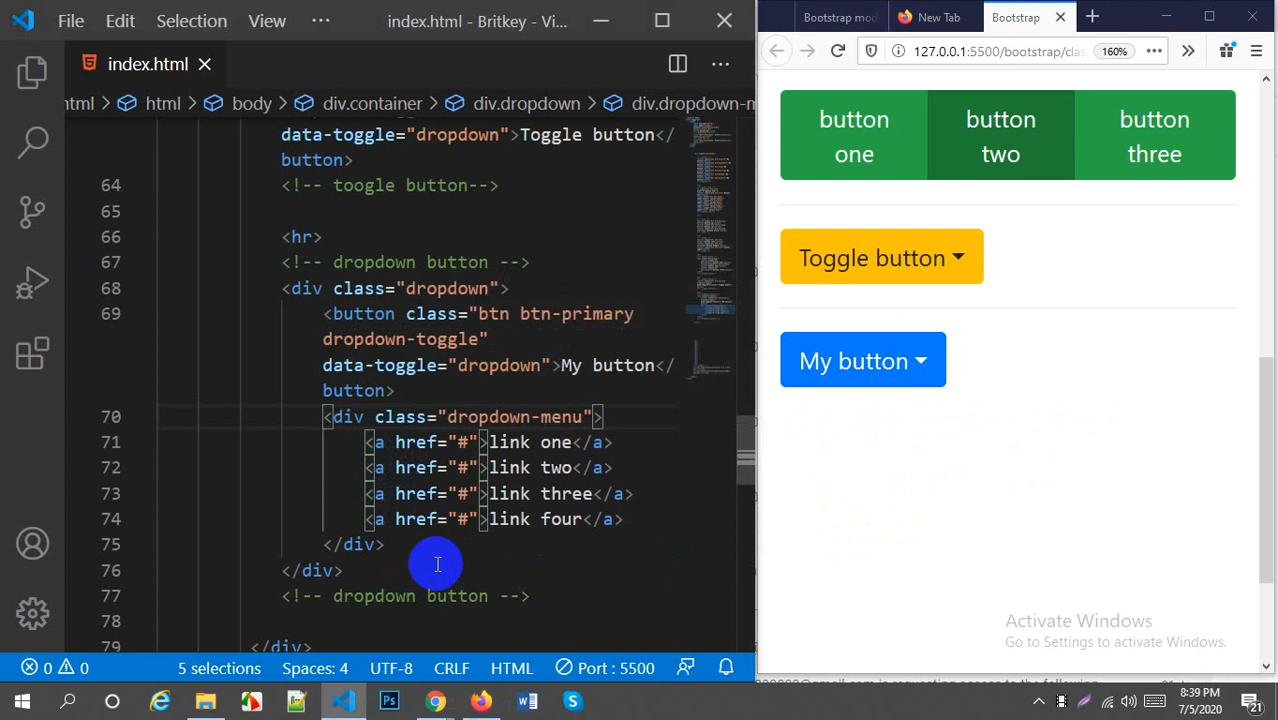 File Edit Selection View ··· index.html - Britkey - Vi...
index.html
html html body div.container div.dropdown div.dropdown-m
data-toggle="dropdown">Toggle button</
button>
64 <!-- toogle button-->
65
66 <hr>
67 <!-- dropdown button -->
68 <div class="dropdown">
69 <button class="btn btn-primary
dropdown-toggle"
data-toggle="dropdown">My button</
button>
70 <div class="dropdown-menu">
71 <a href="#">link one</a>
72 <a href="#">link two</a>
73 <a href="#">link three</a>
74 <a href="#">link four</a>
75 </div>
76 </div>
77 <!-- dropdown button -->
78
79 </div>
0 0 5 selections Spaces: 4 UTF-8 CRLF HTML Port : 5500
Bootstrap mod New Tab Bootstrap
127.0.0.1:5500/bootstrap/clas 160%
button one
button two
button three
Toggle button
My button
Activate Windows
Go to Settings to activate Windows.
8:39 PM
7/5/2020
21